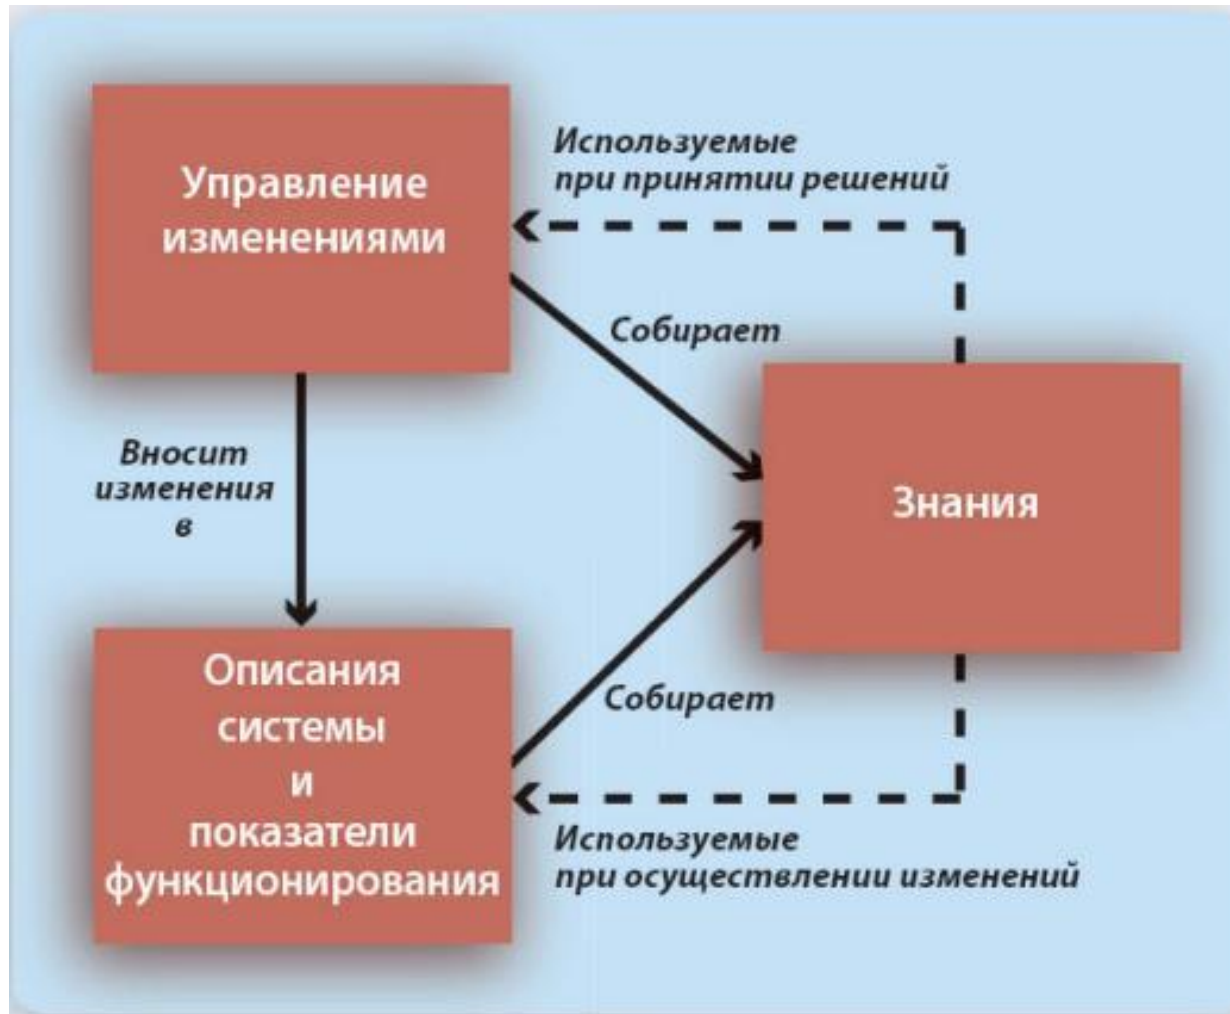 Управление
изменениями
Используемые
при принятии решений
Собирает
Вносит
изменения
в
Знания
Описания
системы
и
показатели
функционирования
Собирает
Используемые
при осуществлении изменений